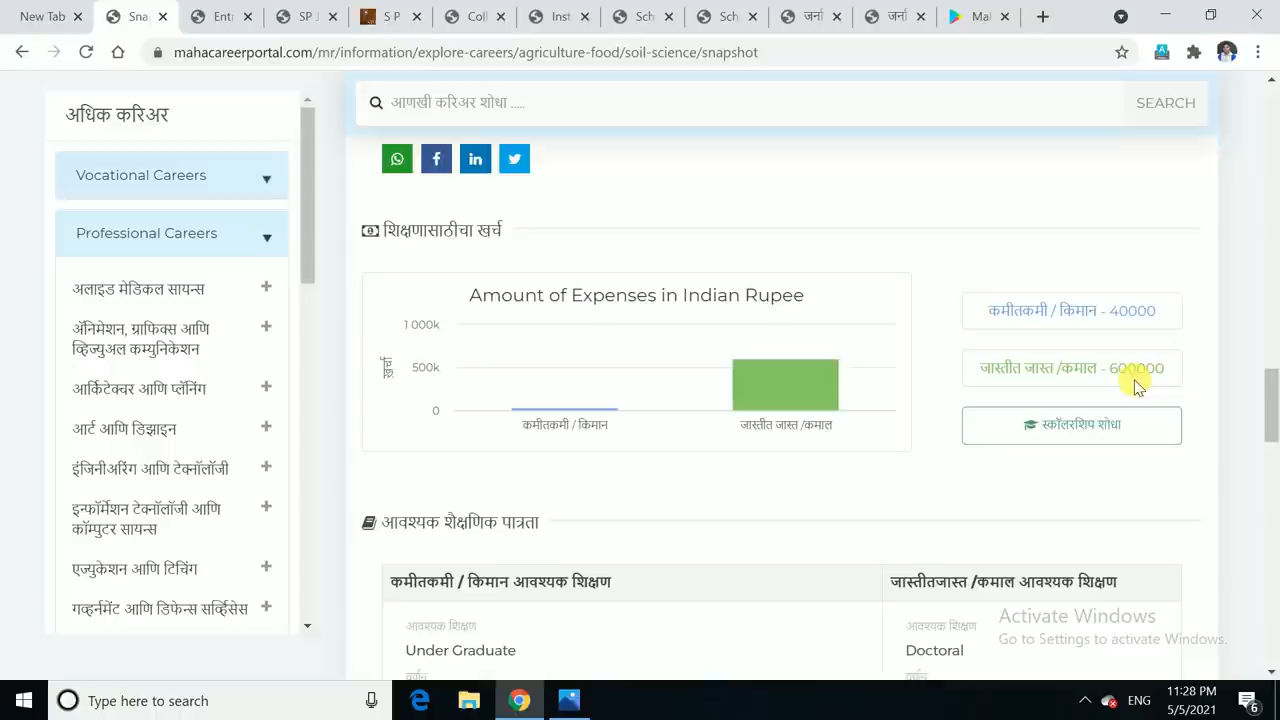 New Tab
Sna
Entr
SP J
S P
Coll
Inst
Sch
Sch
जर्ना
जर्ना
Mai
mahacareerportal.com/mr/information/explore-careers/agriculture-food/soil-science/snapshot
अधिक करिअर
Vocational Careers
Professional Careers
अलाइड मेडिकल सायन्स
ॲनिमेशन, ग्राफिक्स आणि
व्हिज्युअल कम्युनिकेशन
आर्किटेक्चर आणि प्लॅनिंग
आर्ट आणि डिझाइन
इंजिनीअरिंग आणि टेक्नॉलॉजी
इन्फॉर्मेशन टेक्नॉलॉजी आणि
कॉम्पुटर सायन्स
एज्युकेशन आणि टिचिंग
गव्हर्नमेंट आणि डिफेन्स सर्व्हिसेस
आणखी करिअर शोधा .....
SEARCH
शिक्षणासाठीचा खर्च
Amount of Expenses in Indian Rupee
1 000k
500k
0
खर्चा
कमीतकमी / किमान
जास्तीत जास्त /कमाल
कमीतकमी / किमान - 40000
जास्तीत जास्त /कमाल - 600000
स्कॉलरशिप शोधा
आवश्यक शैक्षणिक पात्रता
कमीतकमी / किमान आवश्यक शिक्षण
जास्तीतजास्त /कमाल आवश्यक शिक्षण
आवश्यक शिक्षण
आवश्यक शिक्षण
Under Graduate
Doctoral
Activate Windows
Go to Settings to activate Windows.
Type here to search
ENG
11:28 PM
5/5/2021
6